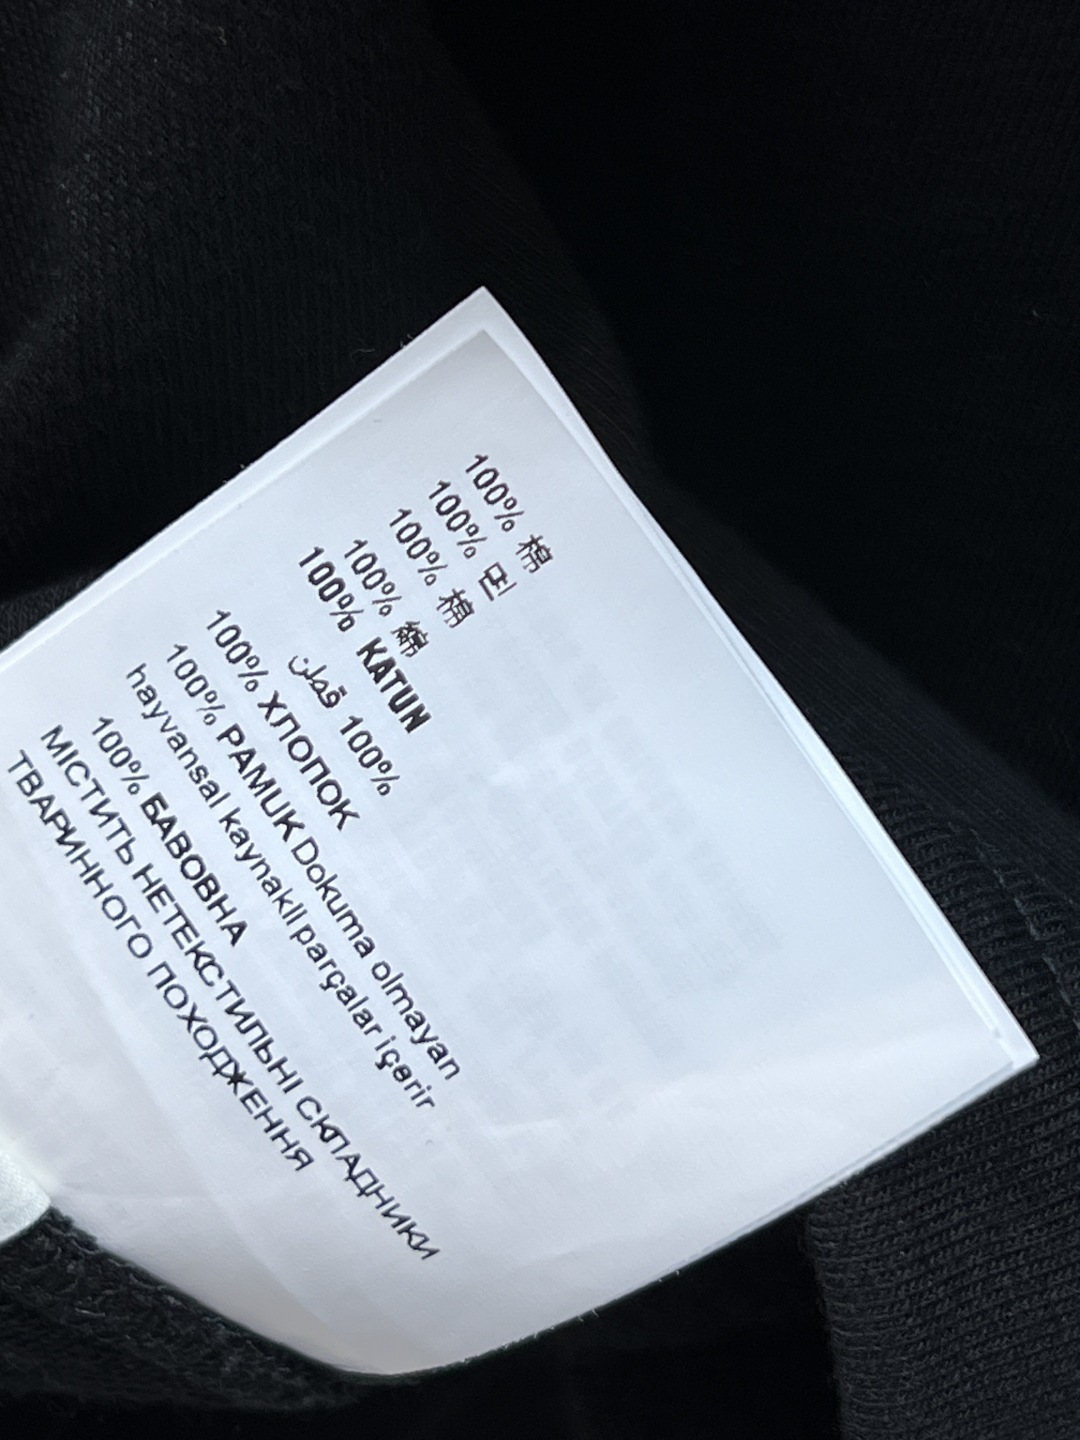 100% 棉
100% 면
100% 棉
100% 綿
100% KATUN
100% قطن
100% ХЛОПОК
100% PAMUK Dokuma olmayan
hayvansal kaynaklı parçalar içerir
100% БАВОВНА
МІСТИТЬ НЕТЕКСТИЛЬНІ СКЛАДНИКИ
ТВАРИННОГО ПОХОДЖЕННЯ